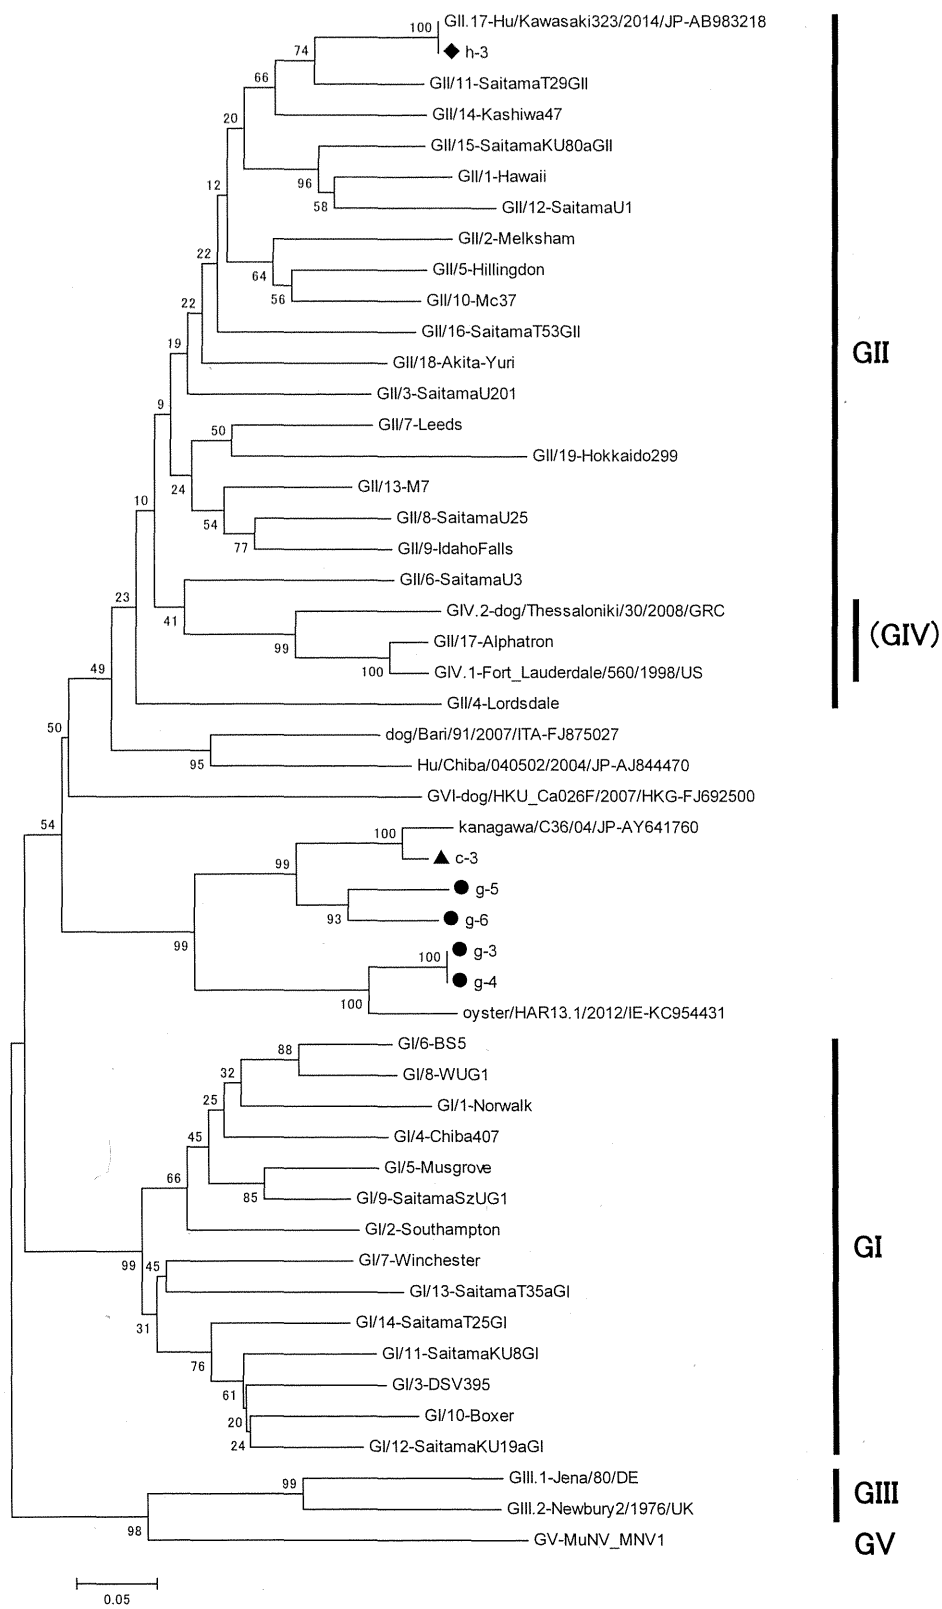 GII.17-Hu/Kawasaki323/2014/JP-AB983218
100
h-3
74
GII/11-SaitamaT29GII
66
GII/14-Kashiwa47
20
GII/15-SaitamaKU80aGII
GII/1-Hawaii
96
12
58
GII/12-SaitamaU1
GII/2-Melksham
22
GII/5-Hillingdon
64
56
GII/10-Mc37
22
GII/16-SaitamaT53GII
GII
19
GII/18-Akita-Yuri
GII/3-SaitamaU201
9
GII/7-Leeds
50
GII/19-Hokkaido299
24
GII/13-M7
10
GII/8-SaitamaU25
54
77
GII/9-IdahoFalls
GII/6-SaitamaU3
23
GIV.2-dog/Thessaloniki/30/2008/GRC
41
(GIV)
GII/17-Alphatron
99
49
100
GIV.1-Fort_Lauderdale/560/1998/US
GII/4-Lordsdale
50
dog/Bari/91/2007/ITA-FJ875027
95
Hu/Chiba/040502/2004/JP-AJ844470
GVI-dog/HKU_Ca026F/2007/HKG-FJ692500
54
kanagawa/C36/04/JP-AY641760
100
c-3
99
g-5
93
g-6
99
g-3
100
g-4
100
oyster/HAR13.1/2012/IE-KC954431
GI/6-BS5
88
GI/8-WUG1
32
GI/1-Norwalk
25
GI/4-Chiba407
45
GI/5-Musgrove
66
85
GI/9-SaitamaSzUG1
GI/2-Southampton
GI
99
45
GI/7-Winchester
GI/13-SaitamaT35aGI
31
GI/14-SaitamaT25GI
76
GI/11-SaitamaKU8GI
GI/3-DSV395
61
GI/10-Boxer
20
24
GI/12-SaitamaKU19aGI
GIII.1-Jena/80/DE
99
GIII
GIII.2-Newbury2/1976/UK
98
GV-MuNV_MNV1
GV
0.05